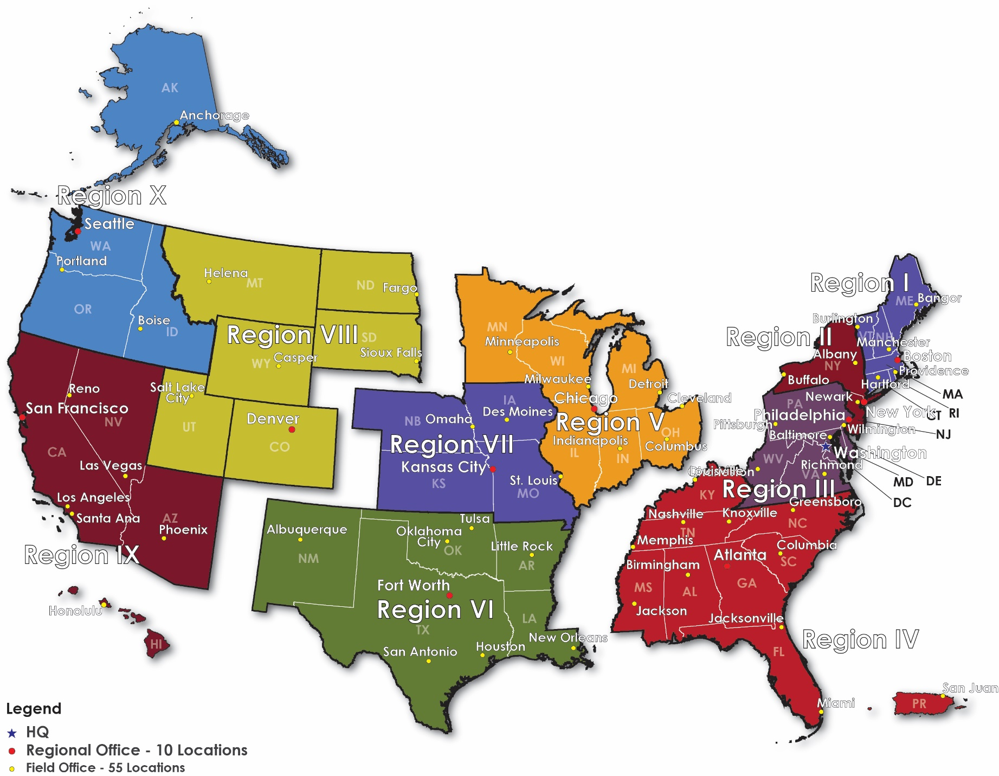 AK
Anchorage
Region X
Seattle
WA
Portland
OR
Boise
ID
Helena
MT
ND
Fargo
Region VIII
SD
Sioux Falls
WY
Casper
Salt Lake
City
UT
Denver
CO
Reno
San Francisco
NV
CA
Las Vegas
Los Angeles
Santa Ana
AZ
Phoenix
Region IX
Honolulu
HI
MN
Minneapolis
WI
MI
Milwaukee
Detroit
Chicago
Cleveland
Region V
OH
Indianapolis
Columbus
IL
IN
IA
Des Moines
NB
Omaha
Region VII
Kansas City
KS
St. Louis
MO
Albuquerque
NM
Tulsa
Oklahoma
City
OK
Little Rock
AR
Fort Worth
Region VI
TX
LA
New Orleans
San Antonio
Houston
Region I
ME
Bangor
Burlington
VT
NH
Region II
Manchester
Albany
NY
Boston
Providence
Buffalo
Hartford
MA
Newark
PA
New York
CT
RI
Philadelphia
Pittsburgh
Wilmington
Baltimore
NJ
Washington
WV
Richmond
VA
Louisville
MD
DE
DC
Region III
KY
Greensboro
Nashville
Knoxville
NC
TN
Memphis
Columbia
Atlanta
SC
Birmingham
MS
AL
GA
Jackson
Jacksonville
Region IV
FL
Miami
San Juan
PR
Legend
HQ
Regional Office - 10 Locations
Field Office - 55 Locations